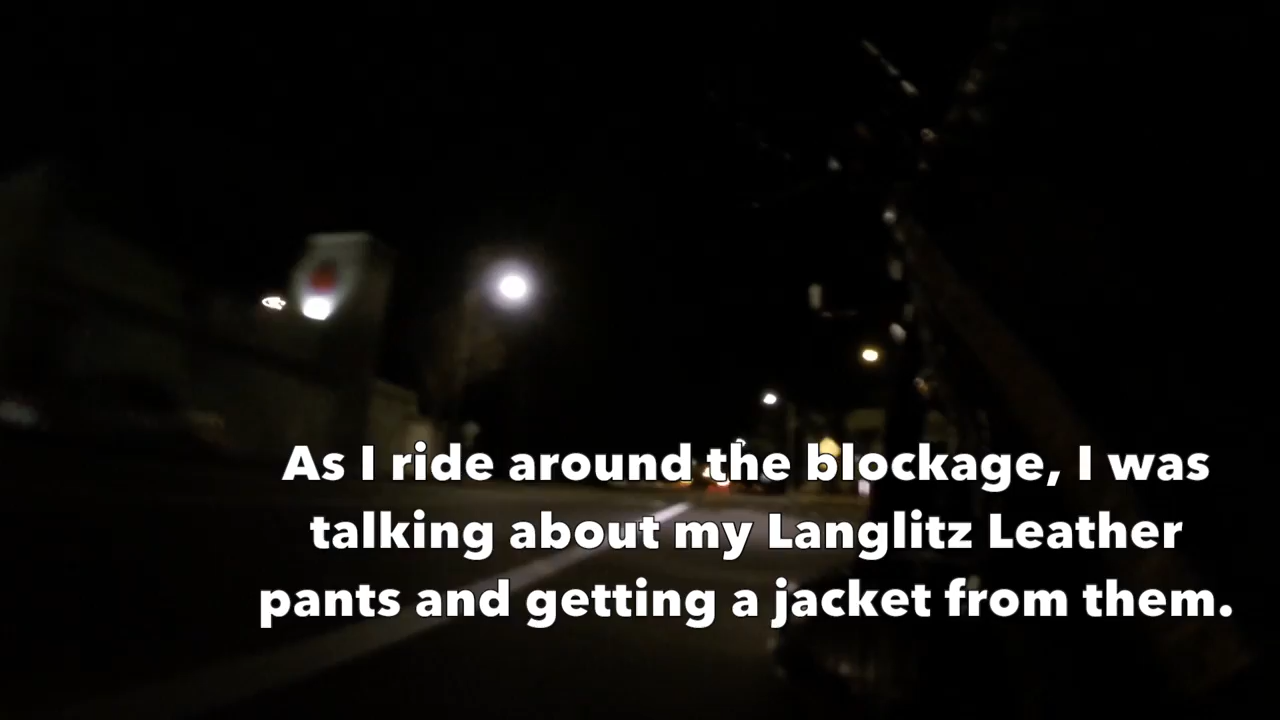 As I ride around the blockage, I was
talking about my Langlitz Leather
pants and getting a jacket from them.